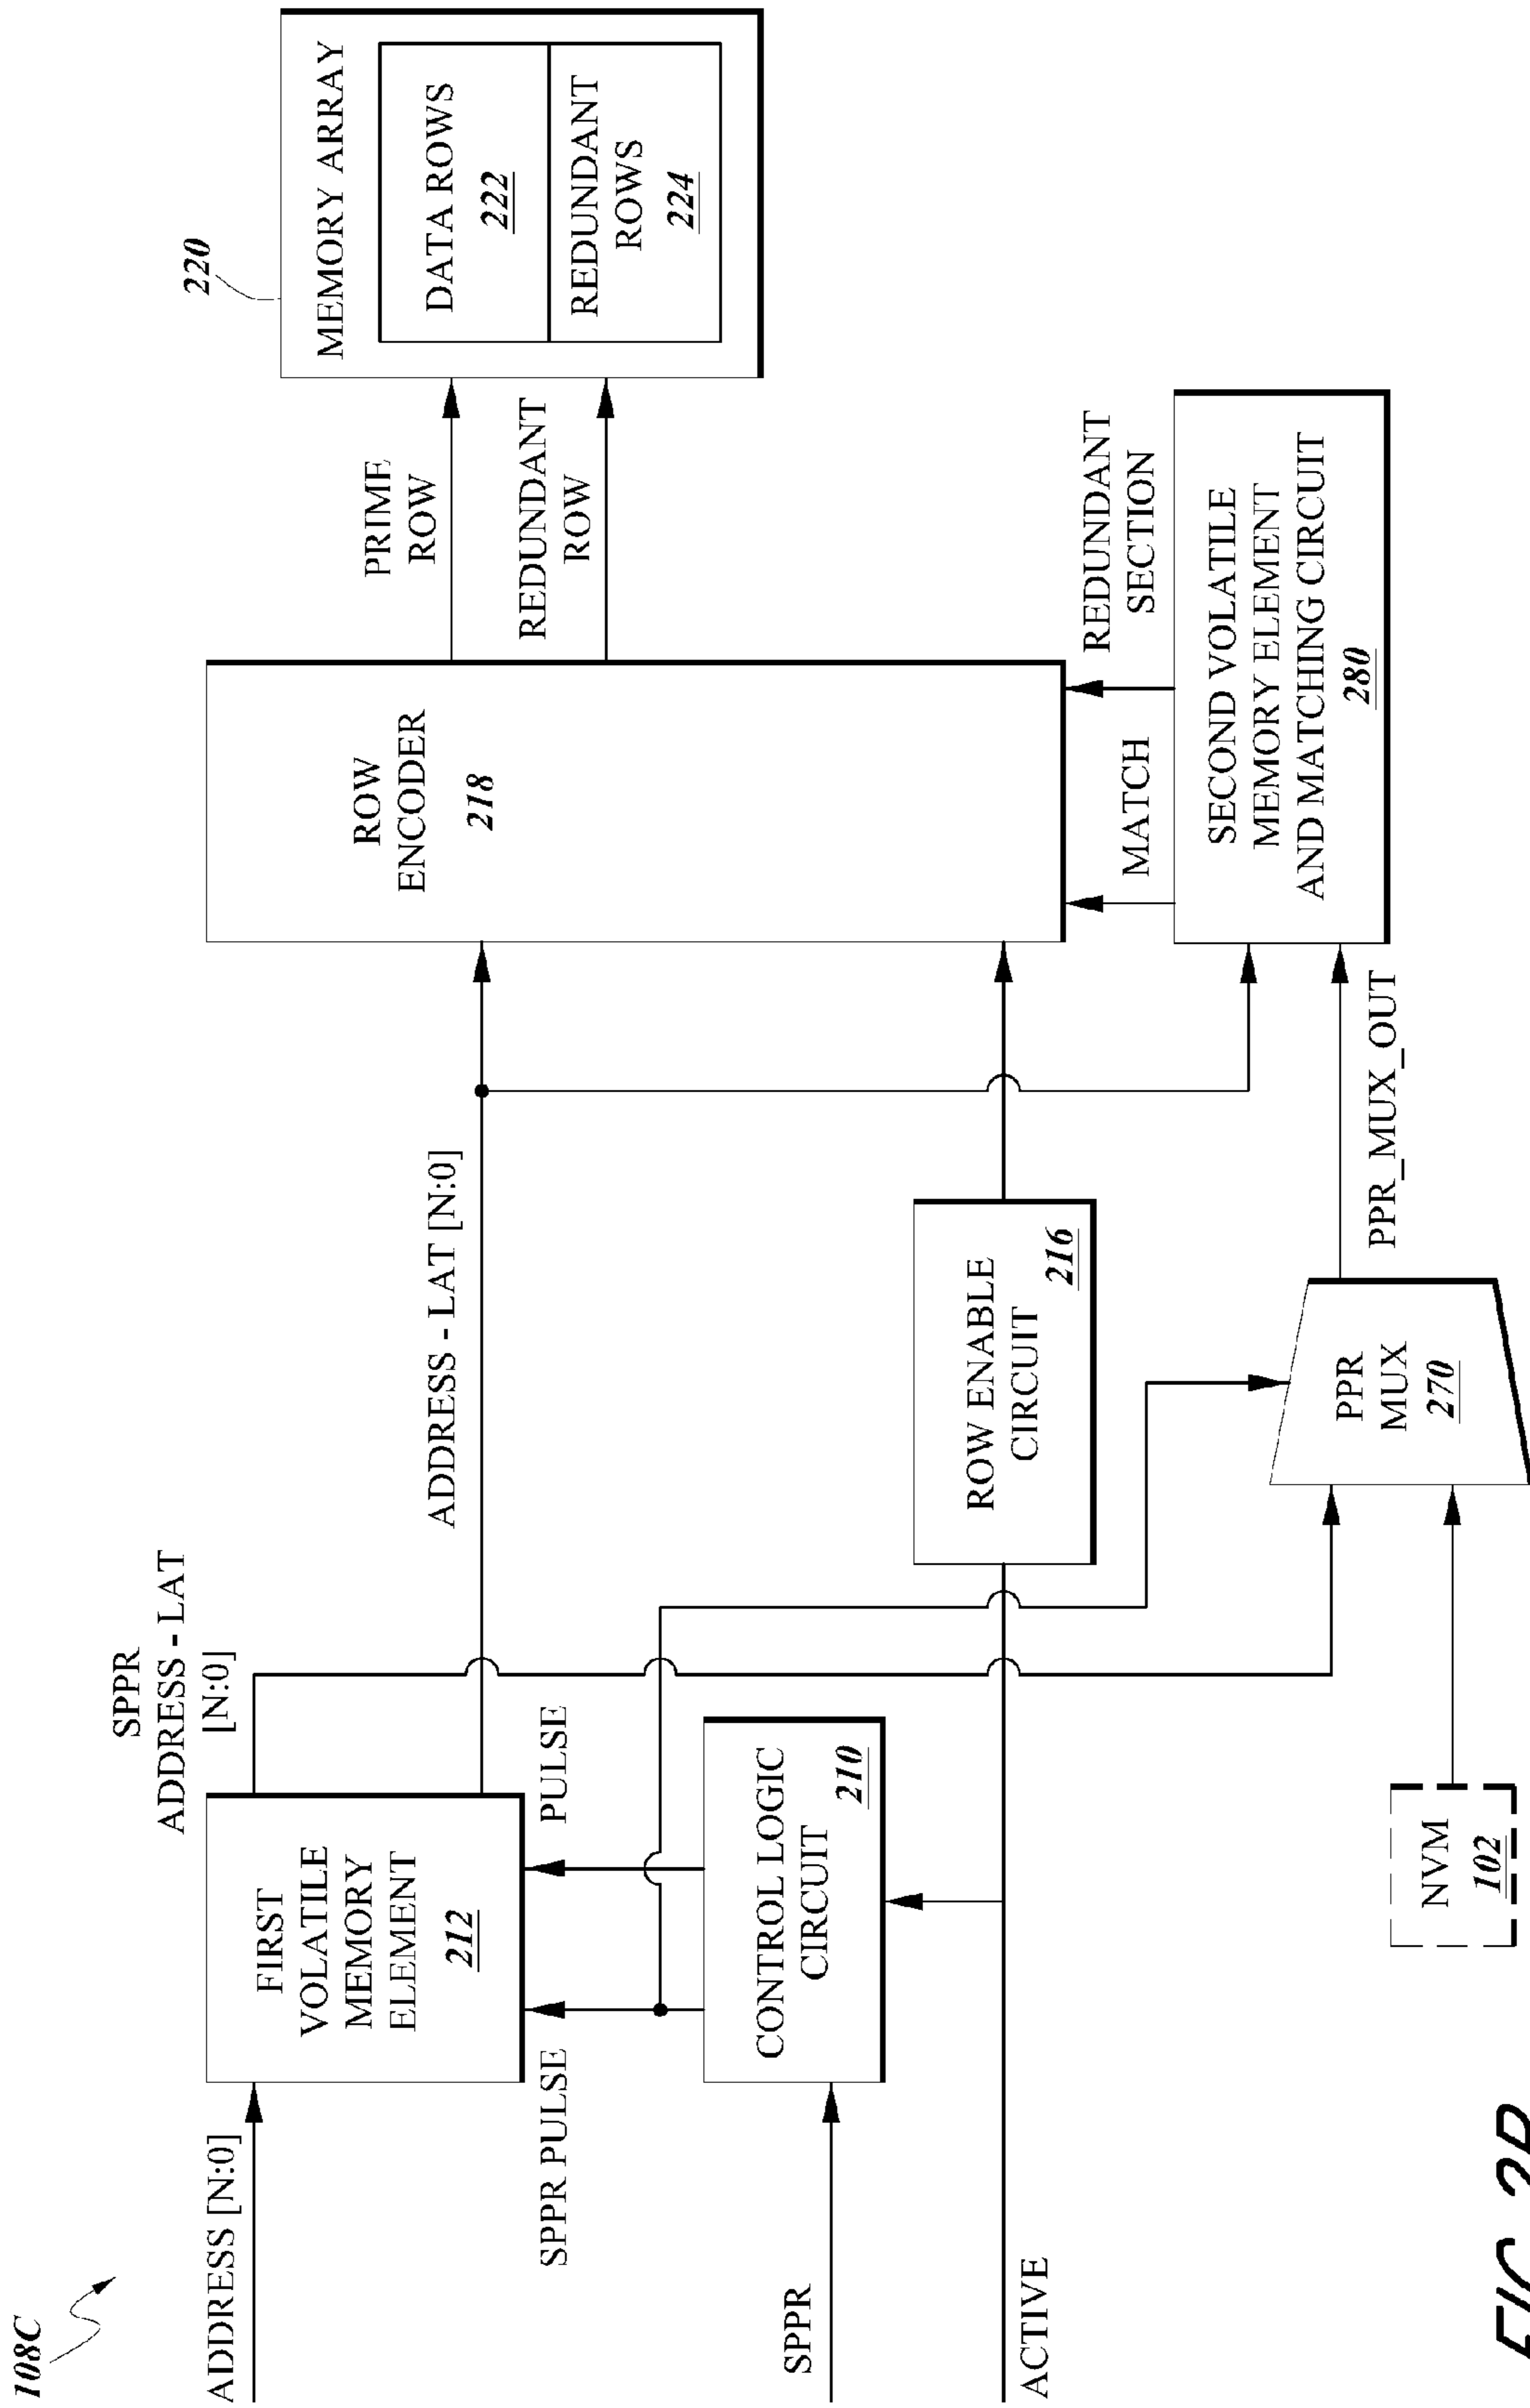 108C
ADDRESS [N:0]
SPPR
ACTIVE
FIRST
VOLATILE
MEMORY
ELEMENT
212
SPPR PULSE
PULSE
CONTROL LOGIC
CIRCUIT
210
NVM
102
SPPR
ADDRESS - LAT
[N:0]
ADDRESS - LAT [N:0]
ROW ENABLE
CIRCUIT
216
PPR
MUX
270
PPR_MUX_OUT
ROW
ENCODER
218
MATCH
REDUNDANT
SECTION
SECOND VOLATILE
MEMORY ELEMENT
AND MATCHING CIRCUIT
280
PRIME
ROW
REDUNDANT
ROW
220
MEMORY ARRAY
DATA ROWS
222
REDUNDANT
ROWS
224